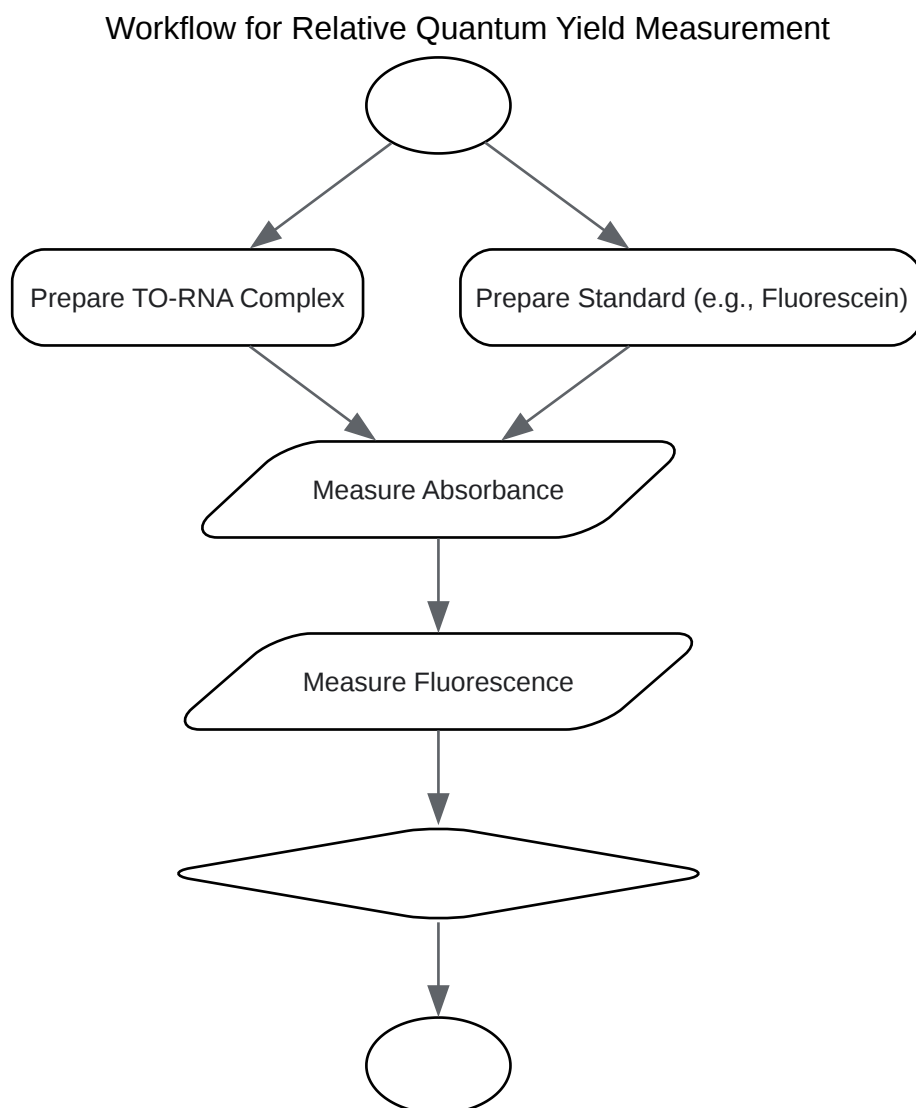 Workflow for Relative Quantum Yield Measurement
Prepare TO-RNA Complex
Prepare Standard (e.g., Fluorescein)
Measure Absorbance
Measure Fluorescence